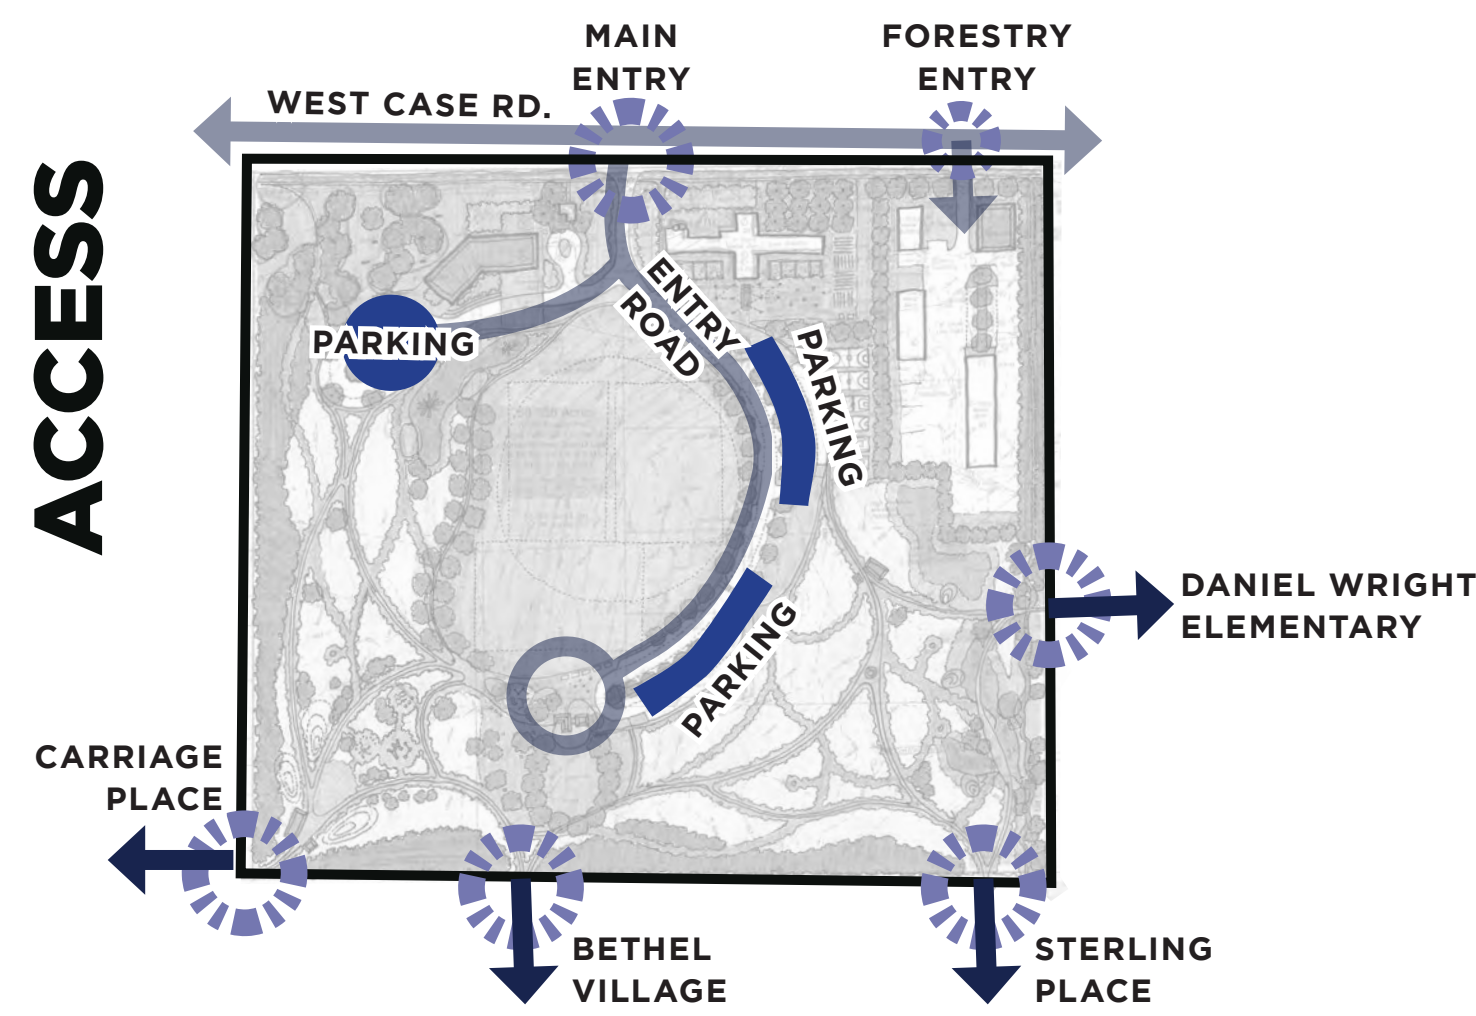 ACCESS
MAIN
ENTRY
FORESTRY
ENTRY
WEST CASE RD.
ENTRY
ROAD
PARKING
PARKING
PARKING
DANIEL WRIGHT
ELEMENTARY
CARRIAGE
PLACE
BETHEL
VILLAGE
STERLING
PLACE